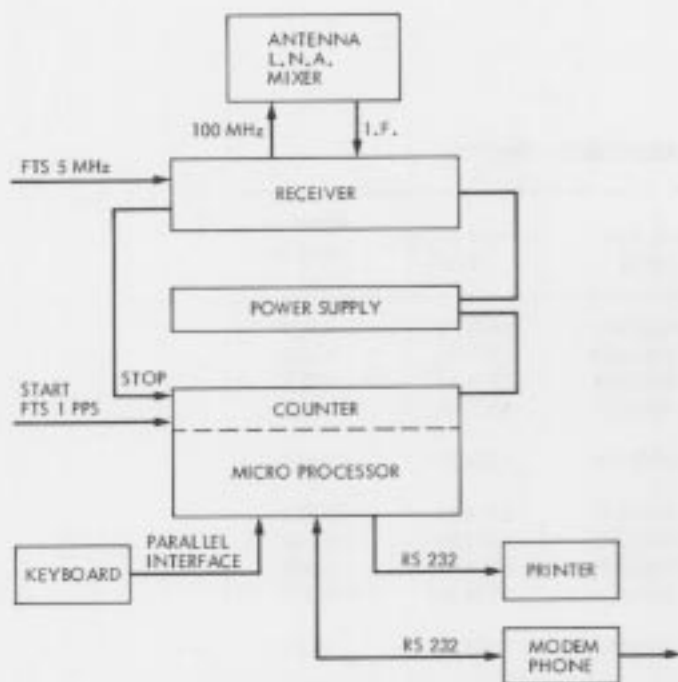 ANTENNA
L.N.A.
MIXER
100 MHz
I.F.
FTS 5 MHz
RECEIVER
POWER SUPPLY
STOP
START
FTS 1 PPS
COUNTER
MICRO PROCESSOR
KEYBOARD
PARALLEL
INTERFACE
RS 232
PRINTER
RS 232
MODEM
PHONE